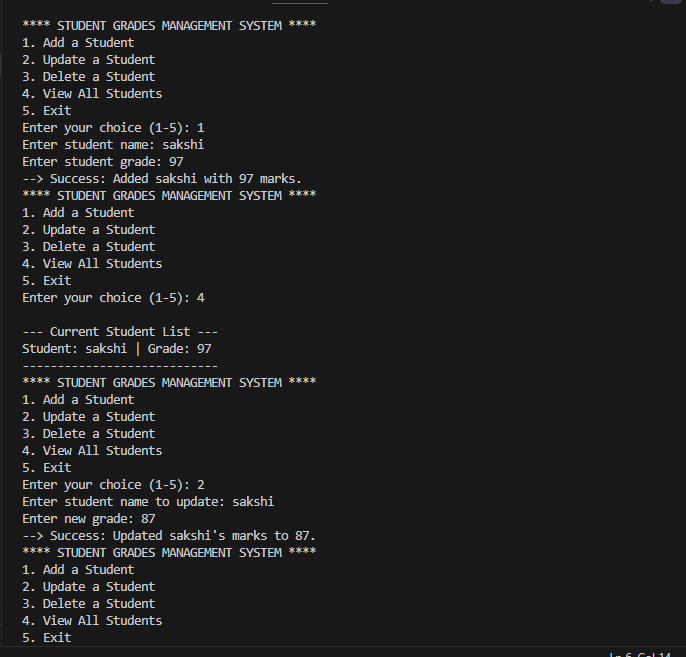 **** STUDENT GRADES MANAGEMENT SYSTEM ****
1. Add a Student
2. Update a Student
3. Delete a Student
4. View All Students
5. Exit
Enter your choice (1-5): 1
Enter student name: sakshi
Enter student grade: 97
--> Success: Added sakshi with 97 marks.
**** STUDENT GRADES MANAGEMENT SYSTEM ****
1. Add a Student
2. Update a Student
3. Delete a Student
4. View All Students
5. Exit
Enter your choice (1-5): 4
--- Current Student List ---
Student: sakshi | Grade: 97
----------------------------
**** STUDENT GRADES MANAGEMENT SYSTEM ****
1. Add a Student
2. Update a Student
3. Delete a Student
4. View All Students
5. Exit
Enter your choice (1-5): 2
Enter student name to update: sakshi
Enter new grade: 87
--> Success: Updated sakshi's marks to 87.
**** STUDENT GRADES MANAGEMENT SYSTEM ****
1. Add a Student
2. Update a Student
3. Delete a Student
4. View All Students
5. Exit